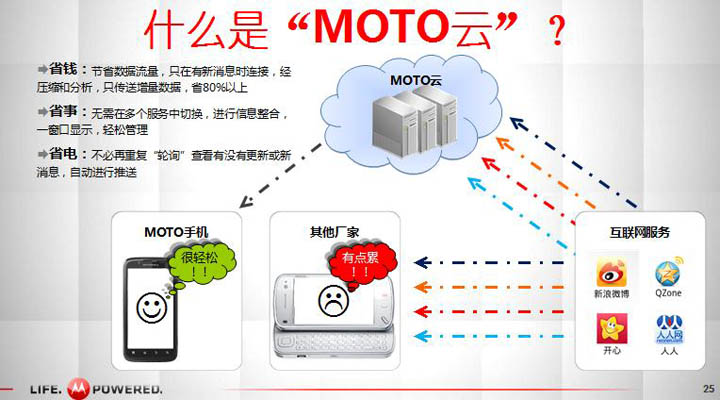 什么是“MOTO云”？
省钱：节省数据流量，只在有新消息时连接，经
压缩和分析，只传送增量数据，省80%以上
省事：无需在多个服务中切换，进行信息整合，
一窗口显示，轻松管理
省电：不必再重复“轮询”查看有没有更新或新
消息，自动进行推送
MOTO云
MOTO手机
很轻松
！！
其他厂家
有点累
！！
互联网服务
新浪微博
QZone
开心
人人网
人人
LIFE. POWERED.
25